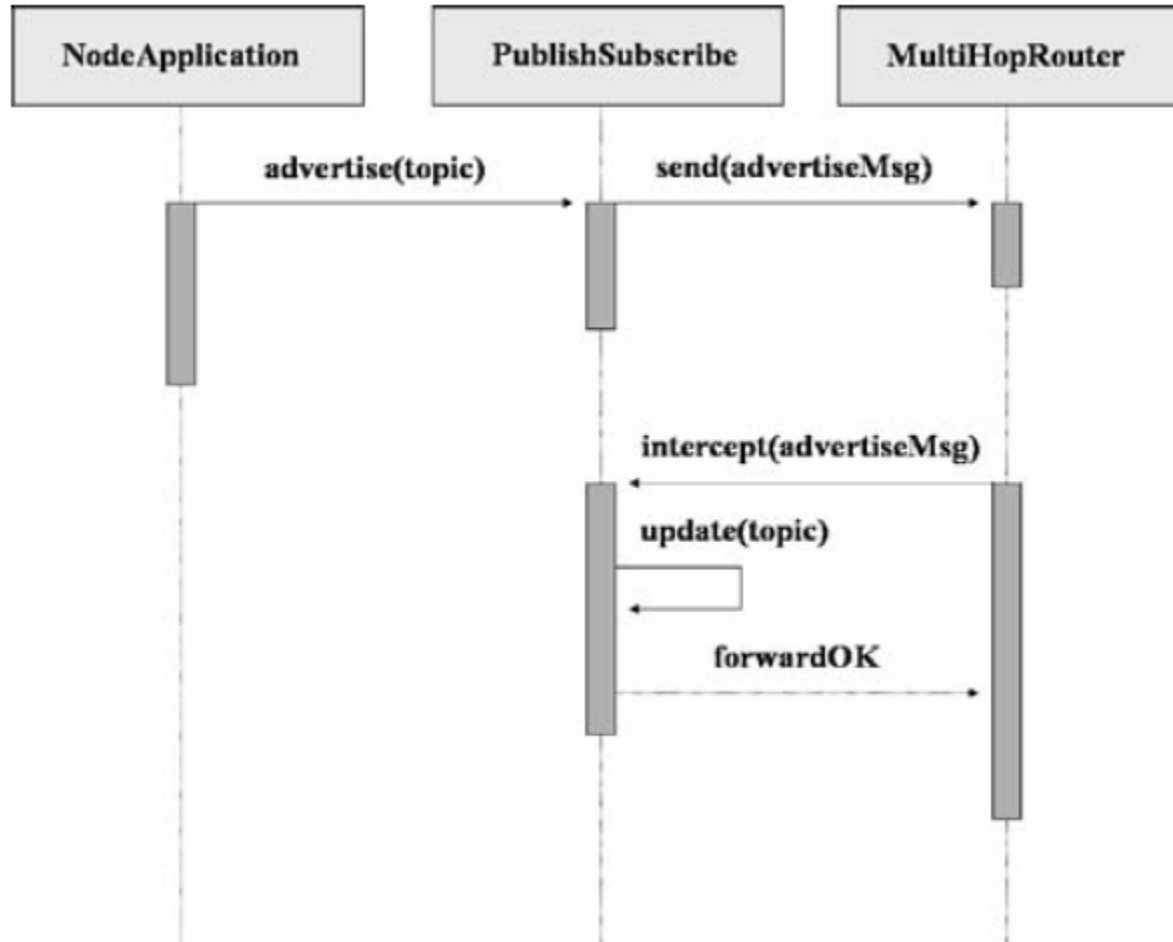 NodeApplication
PublishSubscribe
MultiHopRouter
advertise(topic)
send(advertiseMsg)
intercept(advertiseMsg)
update(topic)
forwardOK